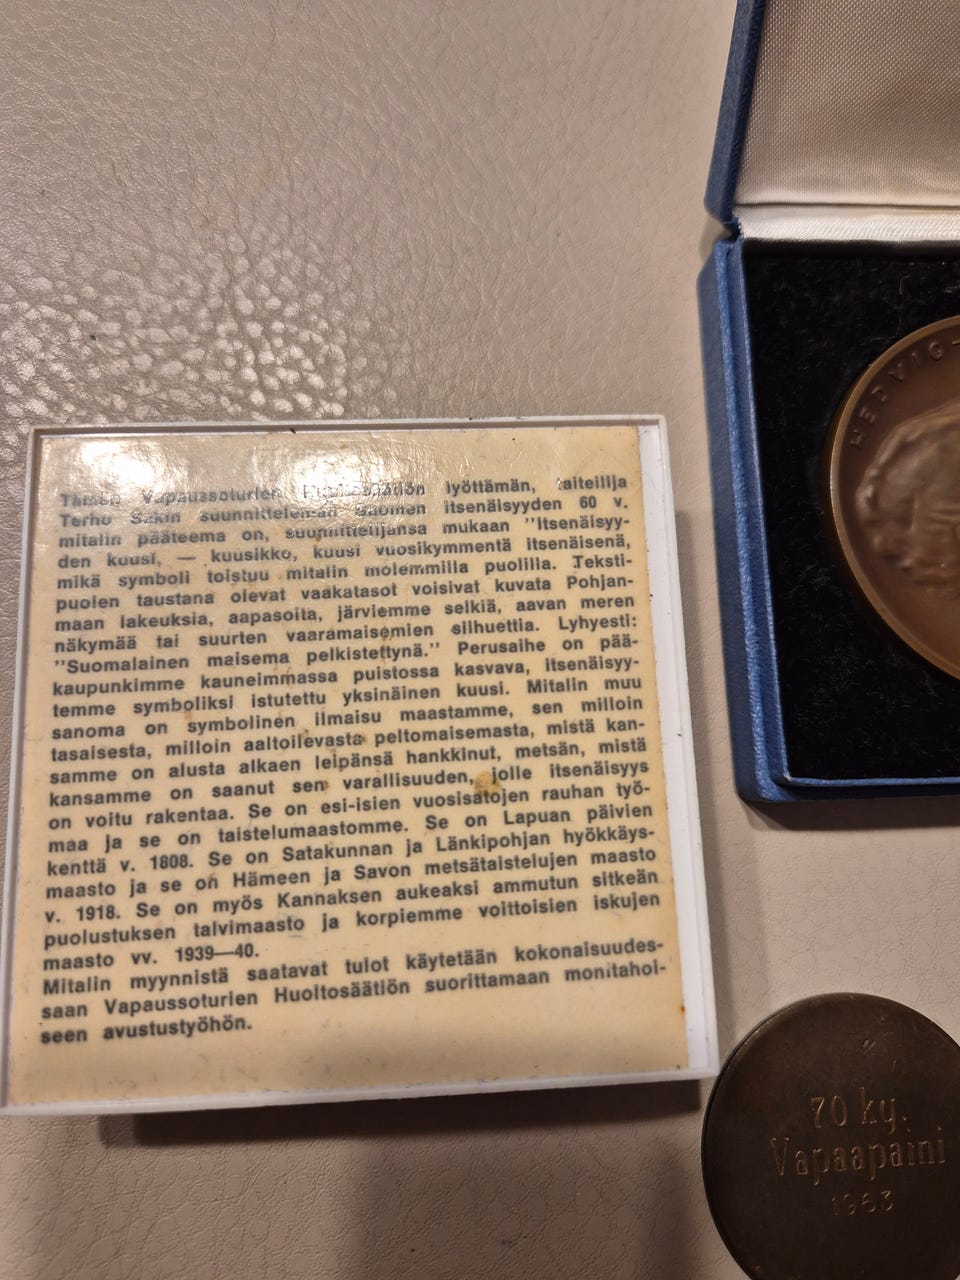 Tämän Vapaussoturien Huoltosäätiön lyöttämän, taiteilija
Terho Sakin suunnitteleman Suomen itsenäisyyden 60 v.
mitalin pääteema on, suunnittelijansa mukaan "Itsenäisyy-
den kuusi, — kuusikko, kuusi vuosikymmentä itsenäisenä,
mikä symboli toistuu mitalin molemmilla puolilla. Teksti-
puolen taustana olevat vaakatasot voisivat kuvata Pohjan-
maan lakeuksia, aapasoita, järviemme selkiä, aavan meren
näkymää tai suurten vaaramaisemien silhuettia. Lyhyesti:
"Suomalainen maisema pelkistettynä." Perusaihe on pää-
kaupunkimme kauneimmassa puistossa kasvava, itsenäisyy-
temme symboliksi istutettu yksinäinen kuusi. Mitalin muu
sanoma on symbolinen ilmaisu maastamme, sen milloin
tasaisesta, milloin aaltoilevasta peltomaisemasta, mistä kan-
samme on alusta alkaen leipänsä hankkinut, metsän, mistä
kansamme on saanut sen varallisuuden, jolle itsenäisyys
on voitu rakentaa. Se on esi-isien vuosisatojen rauhan työ-
maa ja se on taistelumaastomme. Se on Lapuan päivien
kenttä v. 1808. Se on Satakunnan ja Länkipohjan hyökkäys-
maasto ja se on Hämeen ja Savon metsätaistelujen maasto
v. 1918. Se on myös Kannaksen aukeaksi ammutun sitkeän
puolustuksen talvimaasto ja korpiemme voittoisien iskujen
maasto vv. 1939—40.
Mitalin myynnistä saatavat tulot käytetään kokonaisuudes-
saan Vapaussoturien Huoltosäätiön suorittamaan monitahoi-
seen avustustyöhön.
HEDVIG
70 kg.
Vapaapaini
1963